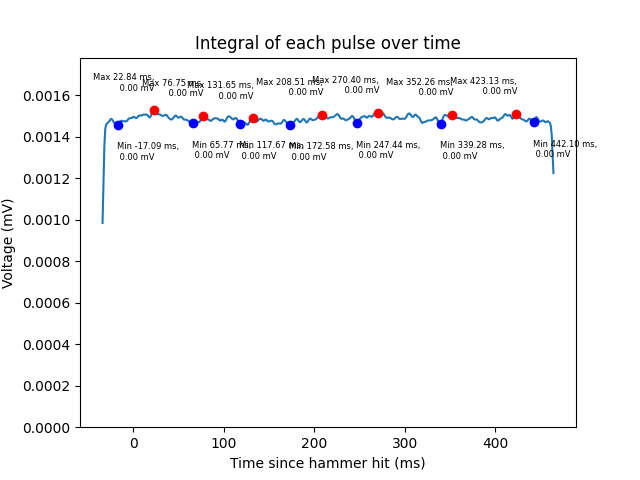 Integral of each pulse over time
Max 22.84 ms,
0.00 mV
Max 76.75 ms,
0.00 mV
Max 131.65 ms,
0.00 mV
Max 208.51 ms,
0.00 mV
Max 270.40 ms,
0.00 mV
Max 352.26 ms,
0.00 mV
Max 423.13 ms,
0.00 mV
Min -17.09 ms,
0.00 mV
Min 65.77 ms,
0.00 mV
Min 117.67 ms,
0.00 mV
Min 172.58 ms,
0.00 mV
Min 247.44 ms,
0.00 mV
Min 339.28 ms,
0.00 mV
Min 442.10 ms,
0.00 mV
0.0016
0.0014
0.0012
0.0010
0.0008
0.0006
0.0004
0.0002
0.0000
Voltage (mV)
0
100
200
300
400
Time since hammer hit (ms)